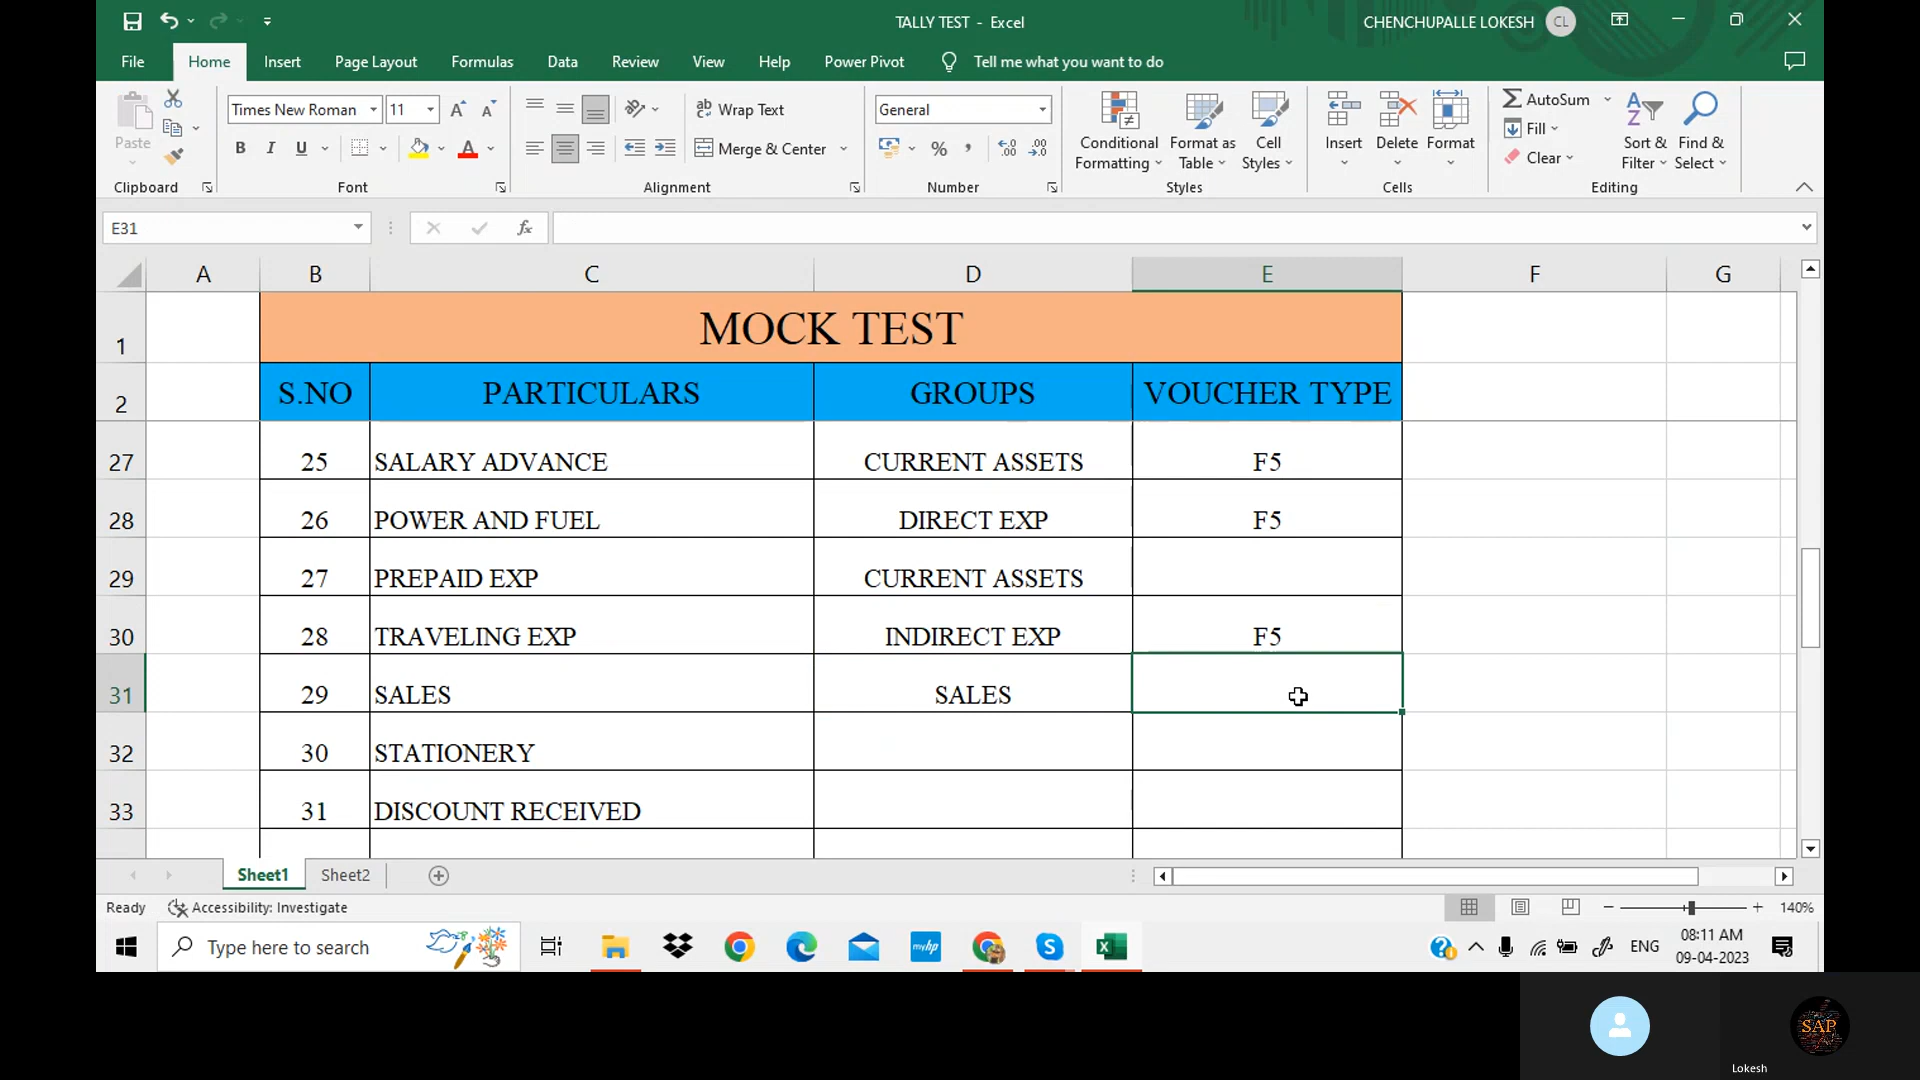 TALLY TEST - Excel
CHENCHUPALLE LOKESH CL
File Home Insert Page Layout Formulas Data Review View Help Power Pivot Tell me what you want to do
Paste
Clipboard
Times New Roman 11
B I U
Font
Wrap Text
Merge & Center
Alignment
General
Number
Conditional Formatting
Format as Table
Cell Styles
Styles
Insert Delete Format
Cells
AutoSum
Fill
Clear
Sort & Filter
Find & Select
Editing
E31
fx
A B C D E F G
1 MOCK TEST
2 S.NO PARTICULARS GROUPS VOUCHER TYPE
27 25 SALARY ADVANCE CURRENT ASSETS F5
28 26 POWER AND FUEL DIRECT EXP F5
29 27 PREPAID EXP CURRENT ASSETS
30 28 TRAVELING EXP INDIRECT EXP F5
31 29 SALES SALES
32 30 STATIONERY
33 31 DISCOUNT RECEIVED
Sheet1 Sheet2
Ready Accessibility: Investigate 140%
Type here to search
myhp
ENG
08:11 AM
09-04-2023
SAP
Lokesh